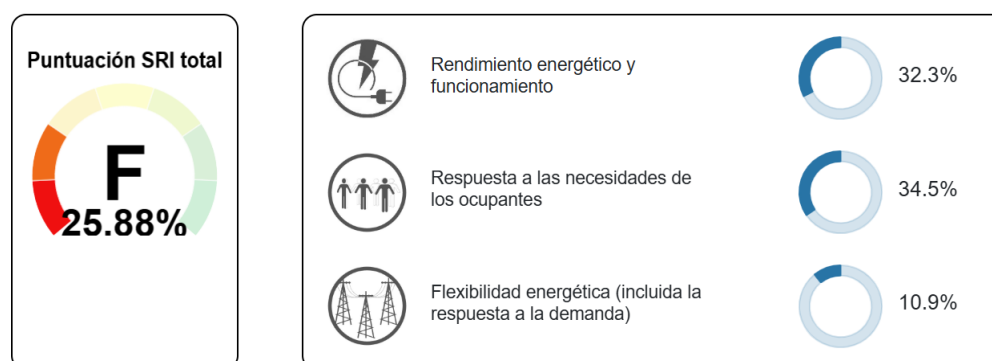 Puntuación SRI total
F
25.88%
Rendimiento energético y
funcionamiento
32.3%
Respuesta a las necesidades de
los ocupantes
34.5%
Flexibilidad energética (incluida la
respuesta a la demanda)
10.9%